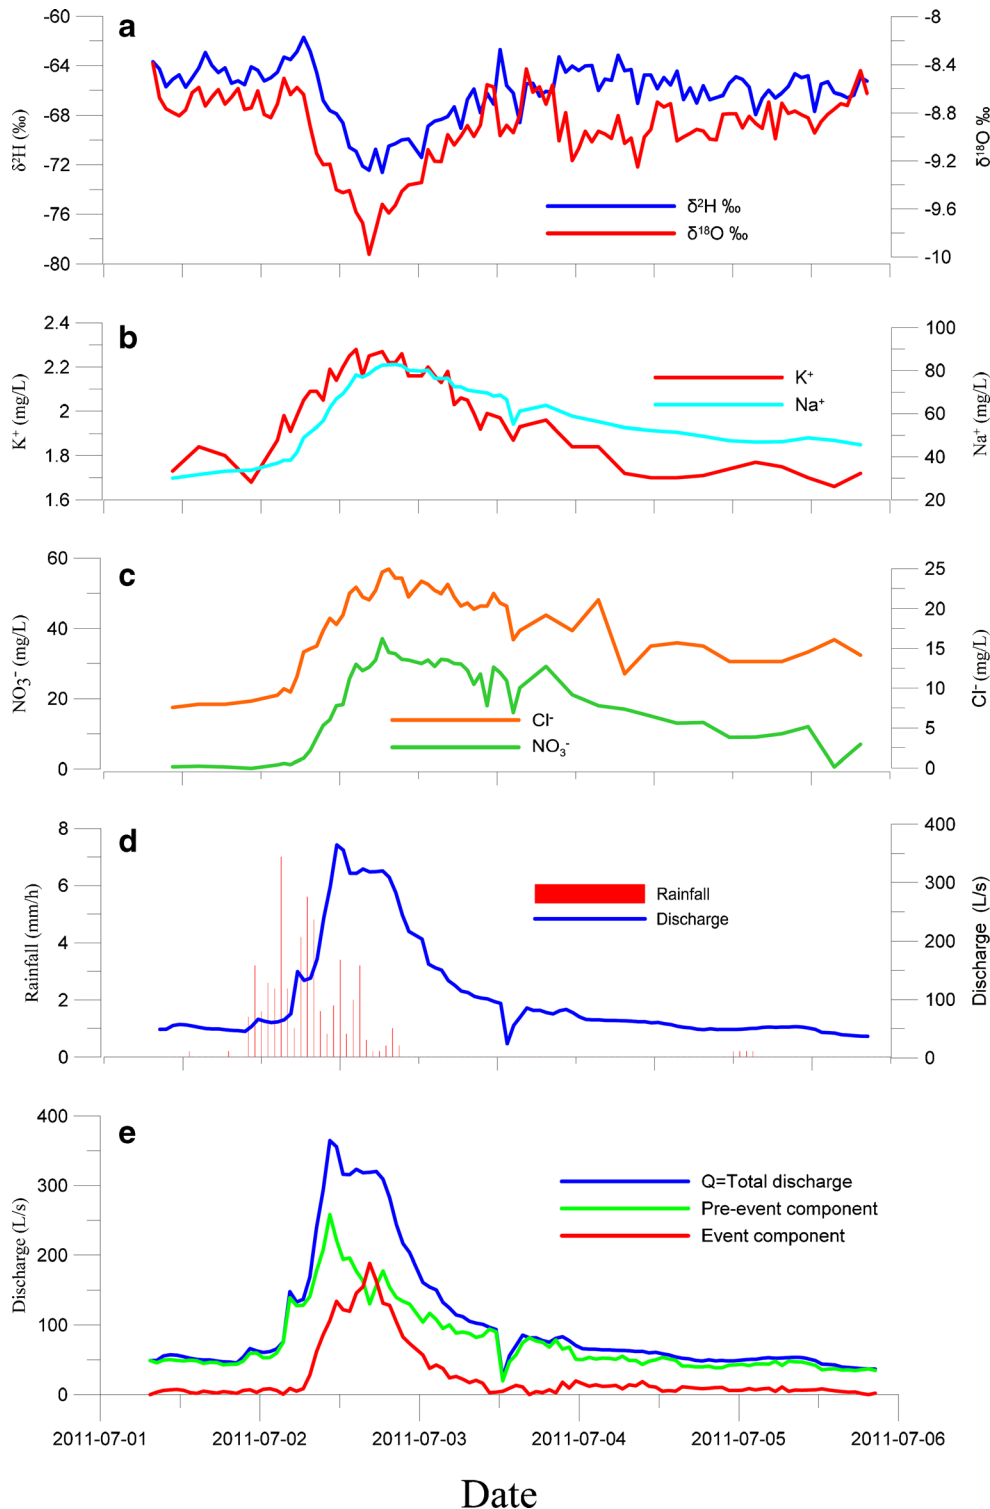 a
-60
-64
-68
-72
-76
-80
δ²H (‰)
-8
-8.4
-8.8
-9.2
-9.6
-10
δ¹⁸O ‰
δ²H ‰
δ¹⁸O ‰
b
2.4
2.2
2
1.8
1.6
K⁺ (mg/L)
100
80
60
40
20
Na⁺ (mg/L)
K⁺
Na⁺
c
60
40
20
0
NO₃⁻ (mg/L)
25
20
15
10
5
0
Cl⁻ (mg/L)
Cl⁻
NO₃⁻
d
8
6
4
2
0
Rainfall (mm/h)
400
300
200
100
0
Discharge (L/s)
Rainfall
Discharge
e
400
300
200
100
0
Discharge (L/s)
Q=Total discharge
Pre-event component
Event component
2011-07-01 2011-07-02 2011-07-03 2011-07-04 2011-07-05 2011-07-06
Date